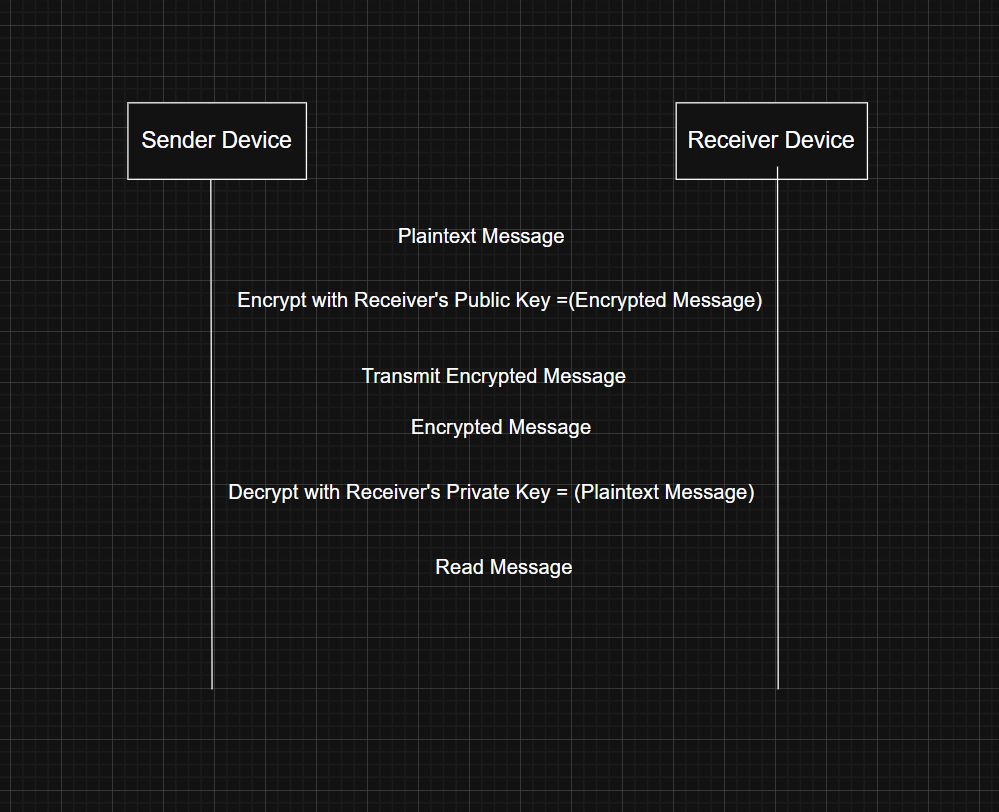 Sender Device
Receiver Device
Plaintext Message
Encrypt with Receiver's Public Key =(Encrypted Message)
Transmit Encrypted Message
Encrypted Message
Decrypt with Receiver's Private Key = (Plaintext Message)
Read Message